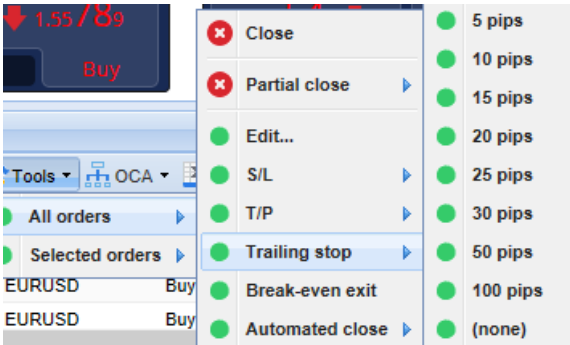 1.55789
Buy
Tools
OCA
All orders
Selected orders
EURUSD Buy
EURUSD Buy
Close
Partial close
Edit...
S/L
T/P
Trailing stop
Break-even exit
Automated close
5 pips
10 pips
15 pips
20 pips
25 pips
30 pips
50 pips
100 pips
(none)